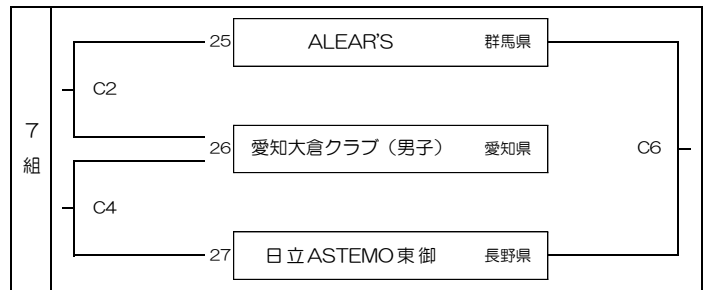 25 ALEAR'S 群馬県
C2
7組
26 愛知大倉クラブ（男子） 愛知県
C6
C4
27 日立ASTEMO東御 長野県